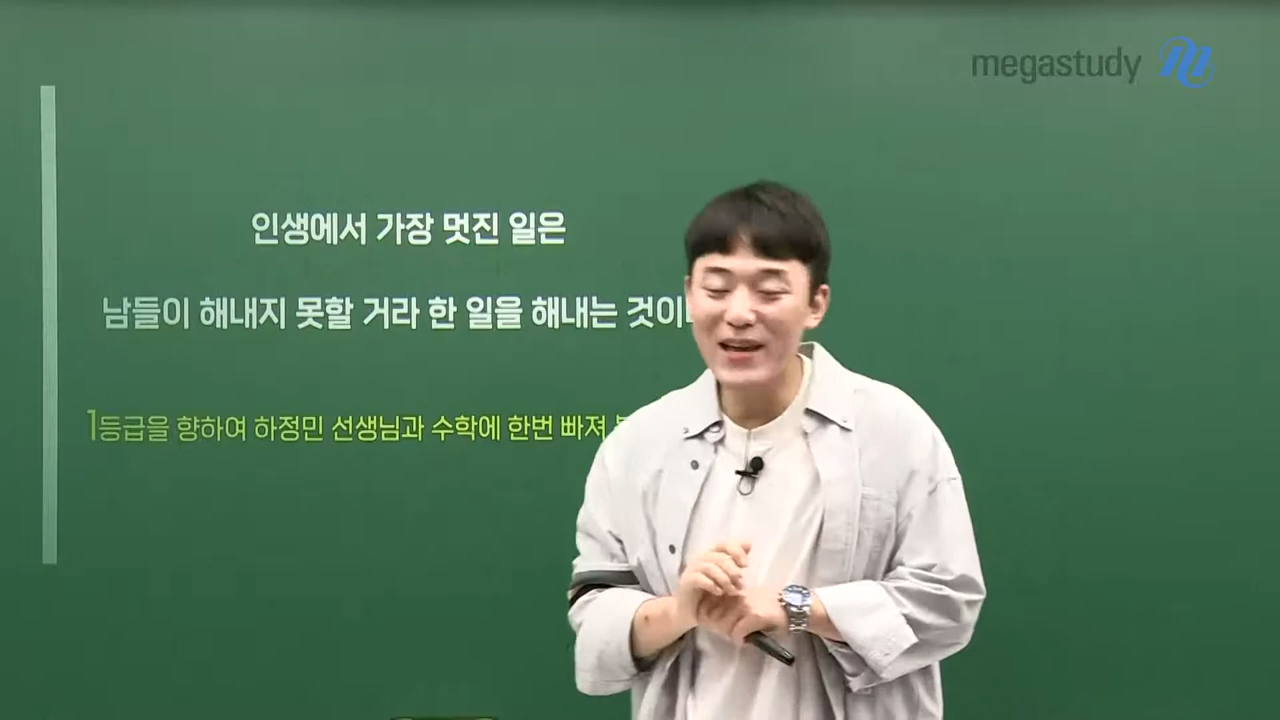 megastudy
인생에서 가장 멋진 일은
남들이 해내지 못할 거라 한 일을 해내는 것이
1등급을 향하여 하정민 선생님과 수학에 한번 빠져